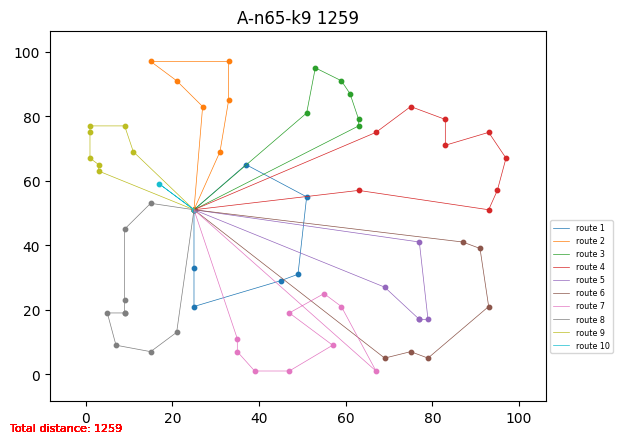 A-n65-k9 1259
100
80
60
40
20
0
0 20 40 60 80 100
route 1
route 2
route 3
route 4
route 5
route 6
route 7
route 8
route 9
route 10
Total distance: 1259